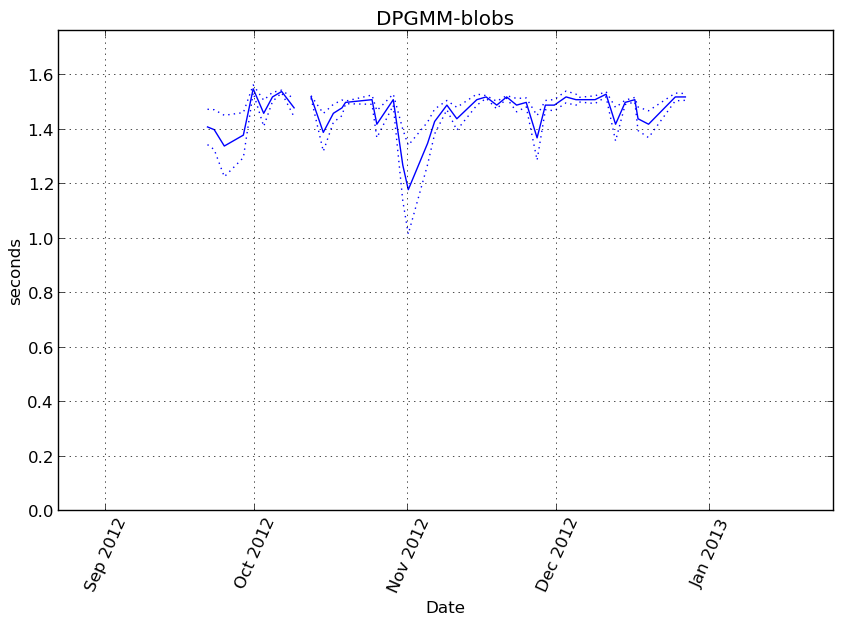 DPGMM-blobs
1.6
1.4
1.2
1.0
0.8
0.6
0.4
0.2
0.0
seconds
Sep 2012
Oct 2012
Nov 2012
Dec 2012
Jan 2013
Date